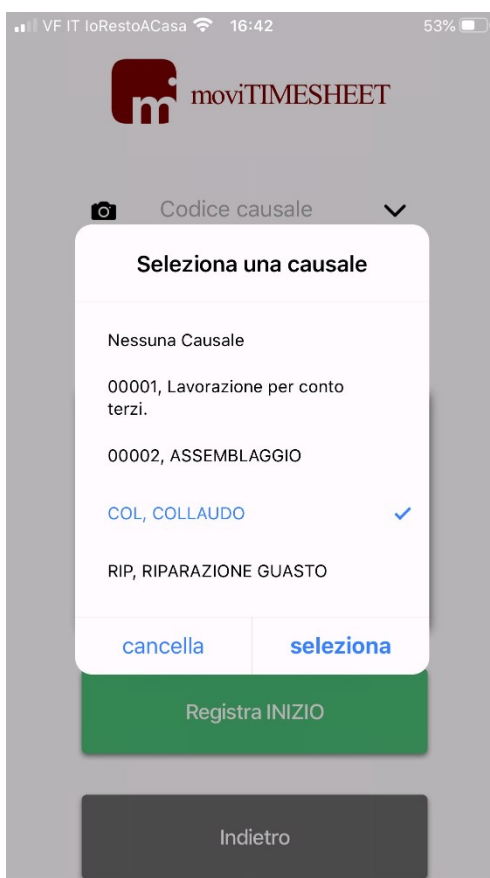 VF IT IoRestoACasa 16:42 53%
m moviTIMESHEET
Codice causale
Seleziona una causale
Nessuna Causale
00001, Lavorazione per conto
terzi.
00002, ASSEMBLAGGIO
COL, COLLAUDO
RIP, RIPARAZIONE GUASTO
cancella seleziona
Registra INIZIO
Indietro